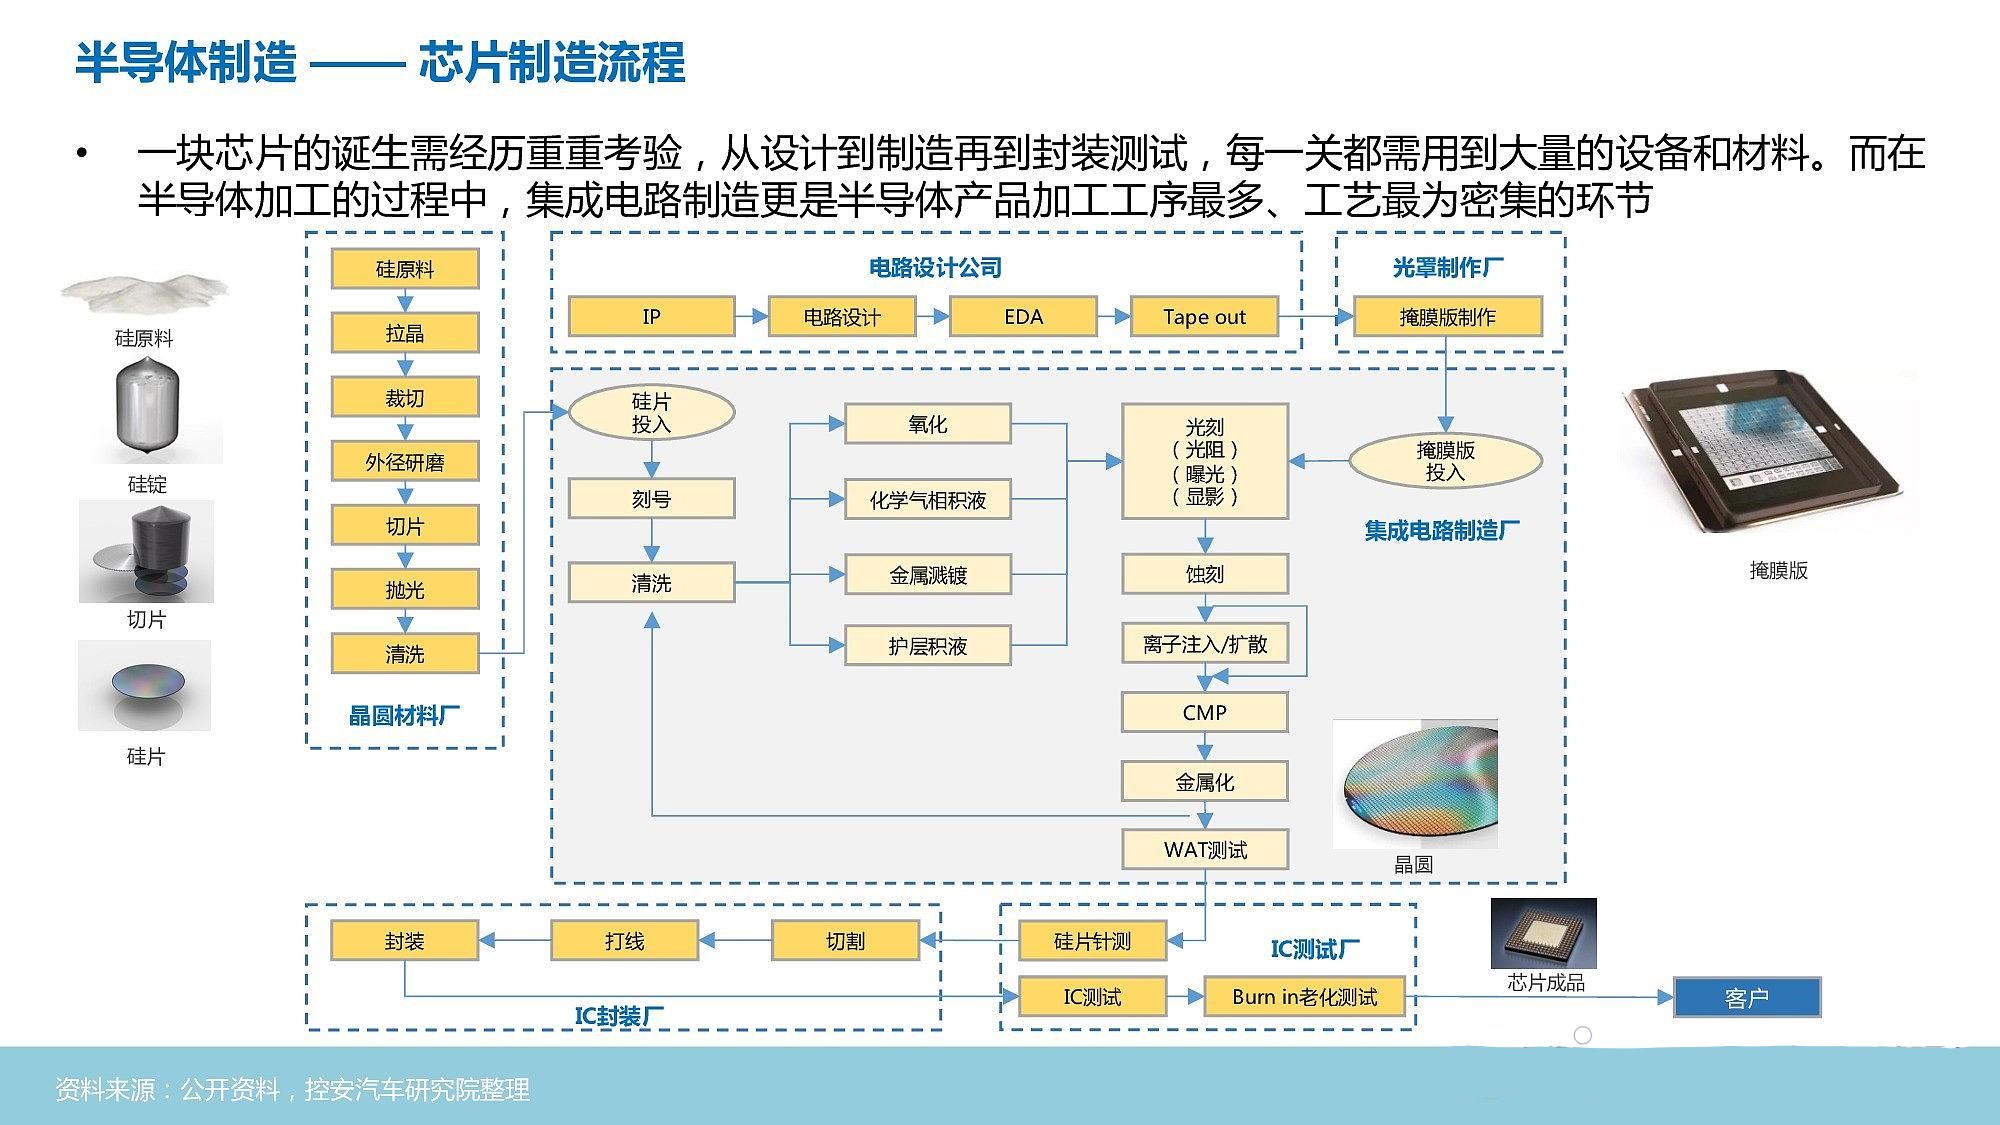 半导体制造 —— 芯片制造流程
• 一块芯片的诞生需经历重重考验，从设计到制造再到封装测试，每一关都需用到大量的设备和材料。而在
半导体加工的过程中，集成电路制造更是半导体产品加工工序最多、工艺最为密集的环节
硅原料
硅锭
切片
硅片
硅原料
拉晶
裁切
外径研磨
切片
抛光
清洗
晶圆材料厂
电路设计公司
IP
电路设计
EDA
Tape out
光罩制作厂
掩膜版制作
硅片
投入
刻号
清洗
氧化
化学气相积液
金属溅镀
护层积液
光刻
（光阻）
（曝光）
（显影）
蚀刻
离子注入/扩散
CMP
金属化
WAT测试
掩膜版
投入
集成电路制造厂
晶圆
掩膜版
封装
打线
切割
IC封装厂
硅片针测
IC测试厂
IC测试
Burn in老化测试
芯片成品
客户
资料来源：公开资料，控安汽车研究院整理